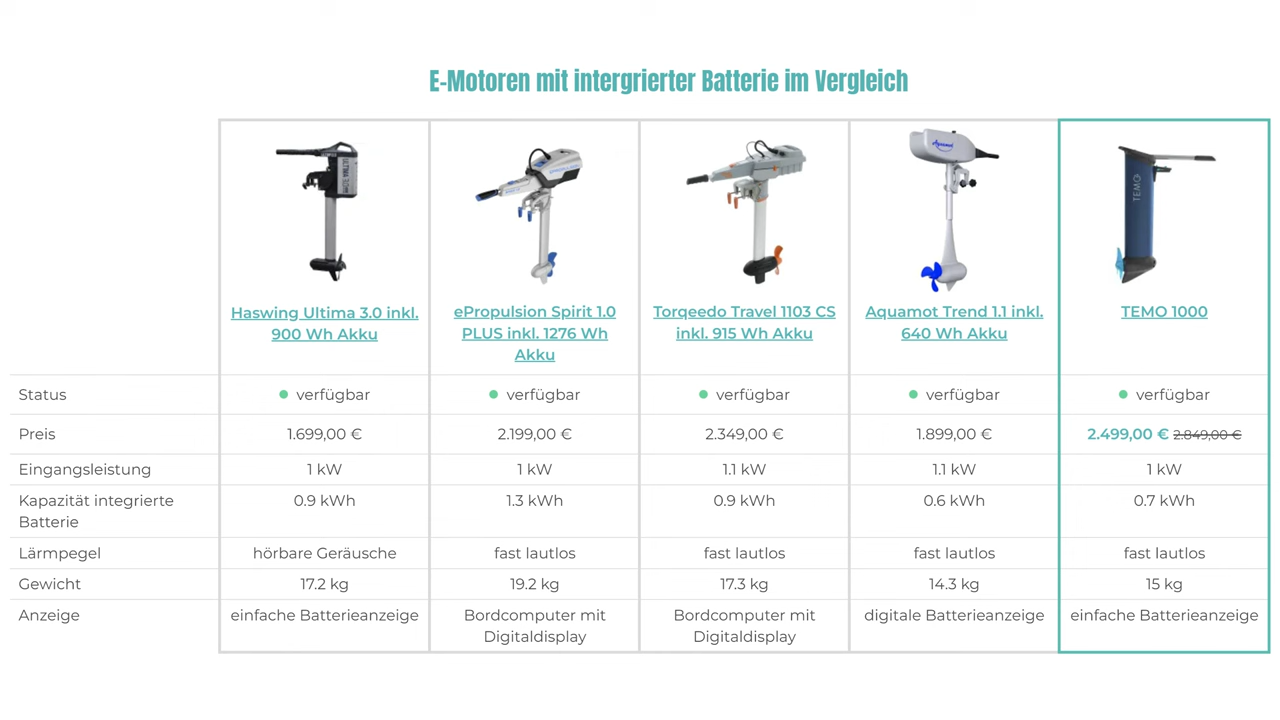 E-Motoren mit intergrierter Batterie im Vergleich
ULTIMA 3.0
Aquamot
TEMO
Haswing Ultima 3.0 inkl.
900 Wh Akku
ePropulsion Spirit 1.0
PLUS inkl. 1276 Wh
Akku
Torqeedo Travel 1103 CS
inkl. 915 Wh Akku
Aquamot Trend 1.1 inkl.
640 Wh Akku
TEMO 1000
Status verfügbar verfügbar verfügbar verfügbar verfügbar
Preis 1.699,00 € 2.199,00 € 2.349,00 € 1.899,00 € 2.499,00 € 2.849,00 €
Eingangsleistung 1 kW 1 kW 1.1 kW 1.1 kW 1 kW
Kapazität integrierte 0.9 kWh 1.3 kWh 0.9 kWh 0.6 kWh 0.7 kWh
Batterie
Lärmpegel hörbare Geräusche fast lautlos fast lautlos fast lautlos fast lautlos
Gewicht 17.2 kg 19.2 kg 17.3 kg 14.3 kg 15 kg
Anzeige einfache Batterieanzeige Bordcomputer mit Bordcomputer mit digitale Batterieanzeige einfache Batterieanzeige
Digitaldisplay Digitaldisplay